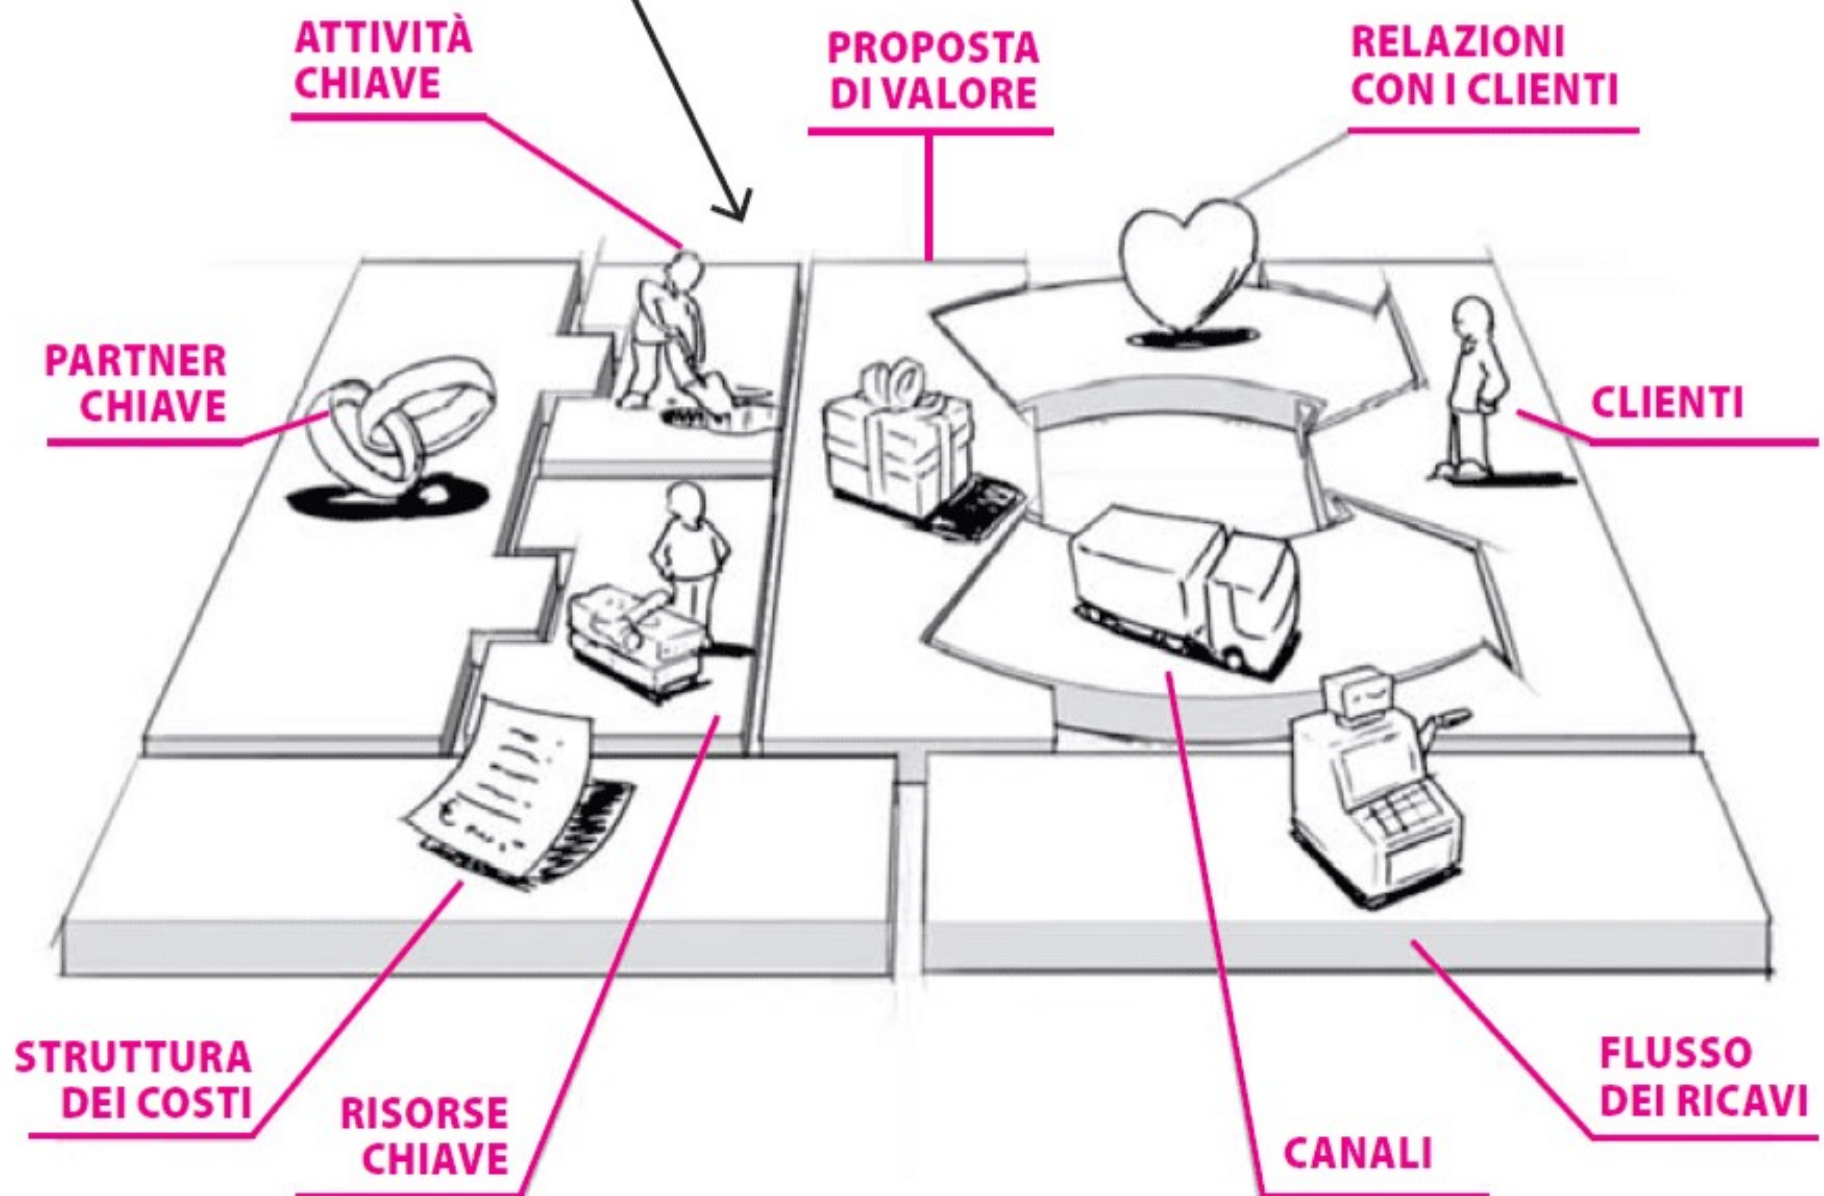 ATTIVITÀ
CHIAVE
PROPOSTA
DI VALORE
RELAZIONI
CON I CLIENTI
PARTNER
CHIAVE
CLIENTI
STRUTTURA
DEI COSTI
RISORSE
CHIAVE
CANALI
FLUSSO
DEI RICAVI